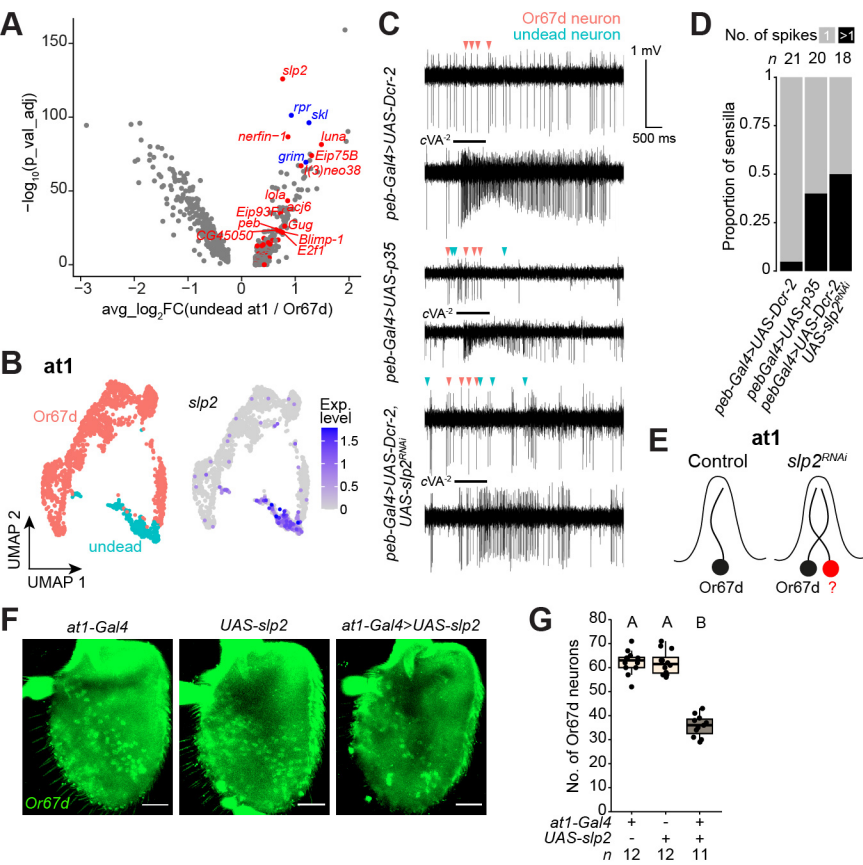 A
150
100
50
0
−log10(p_val_adj)
slp2
rpr
skl
nerfin−1
luna
grim
Eip75B
l(3)neo38
lola
acj6
Eip93F
peb
Gug
CG45050
Blimp-1
E2f1
−3 −2 −1 0 1 2
avg_log2FC(undead at1 / Or67d)
B at1
Or67d
slp2
Exp.
level
1.5
1.0
0.5
0
undead
UMAP 2
UMAP 1
C
Or67d neuron
undead neuron
1 mV
500 ms
peb-Gal4>UAS-Dcr-2
cVA-2
peb-Gal4>UAS-p35
cVA-2
peb-Gal4>UAS-Dcr-2,
UAS-slp2RNAi
cVA-2
D
No. of spikes 1 >1
n 21 20 18
Proportion of sensilla
1
0.75
0.5
0.25
0
peb-Gal4>UAS-Dcr-2
pebGal4>UAS-p35
pebGal4>UAS-Dcr-2
UAS-slp2RNAi
E at1
Control slp2RNAi
Or67d Or67d ?
F
at1-Gal4 UAS-slp2 at1-Gal4>UAS-slp2
Or67d
G
No. of Or67d neurons
80
70
60
50
40
30
20
10
0
A A B
at1-Gal4 + - +
UAS-slp2 - + +
n 12 12 11